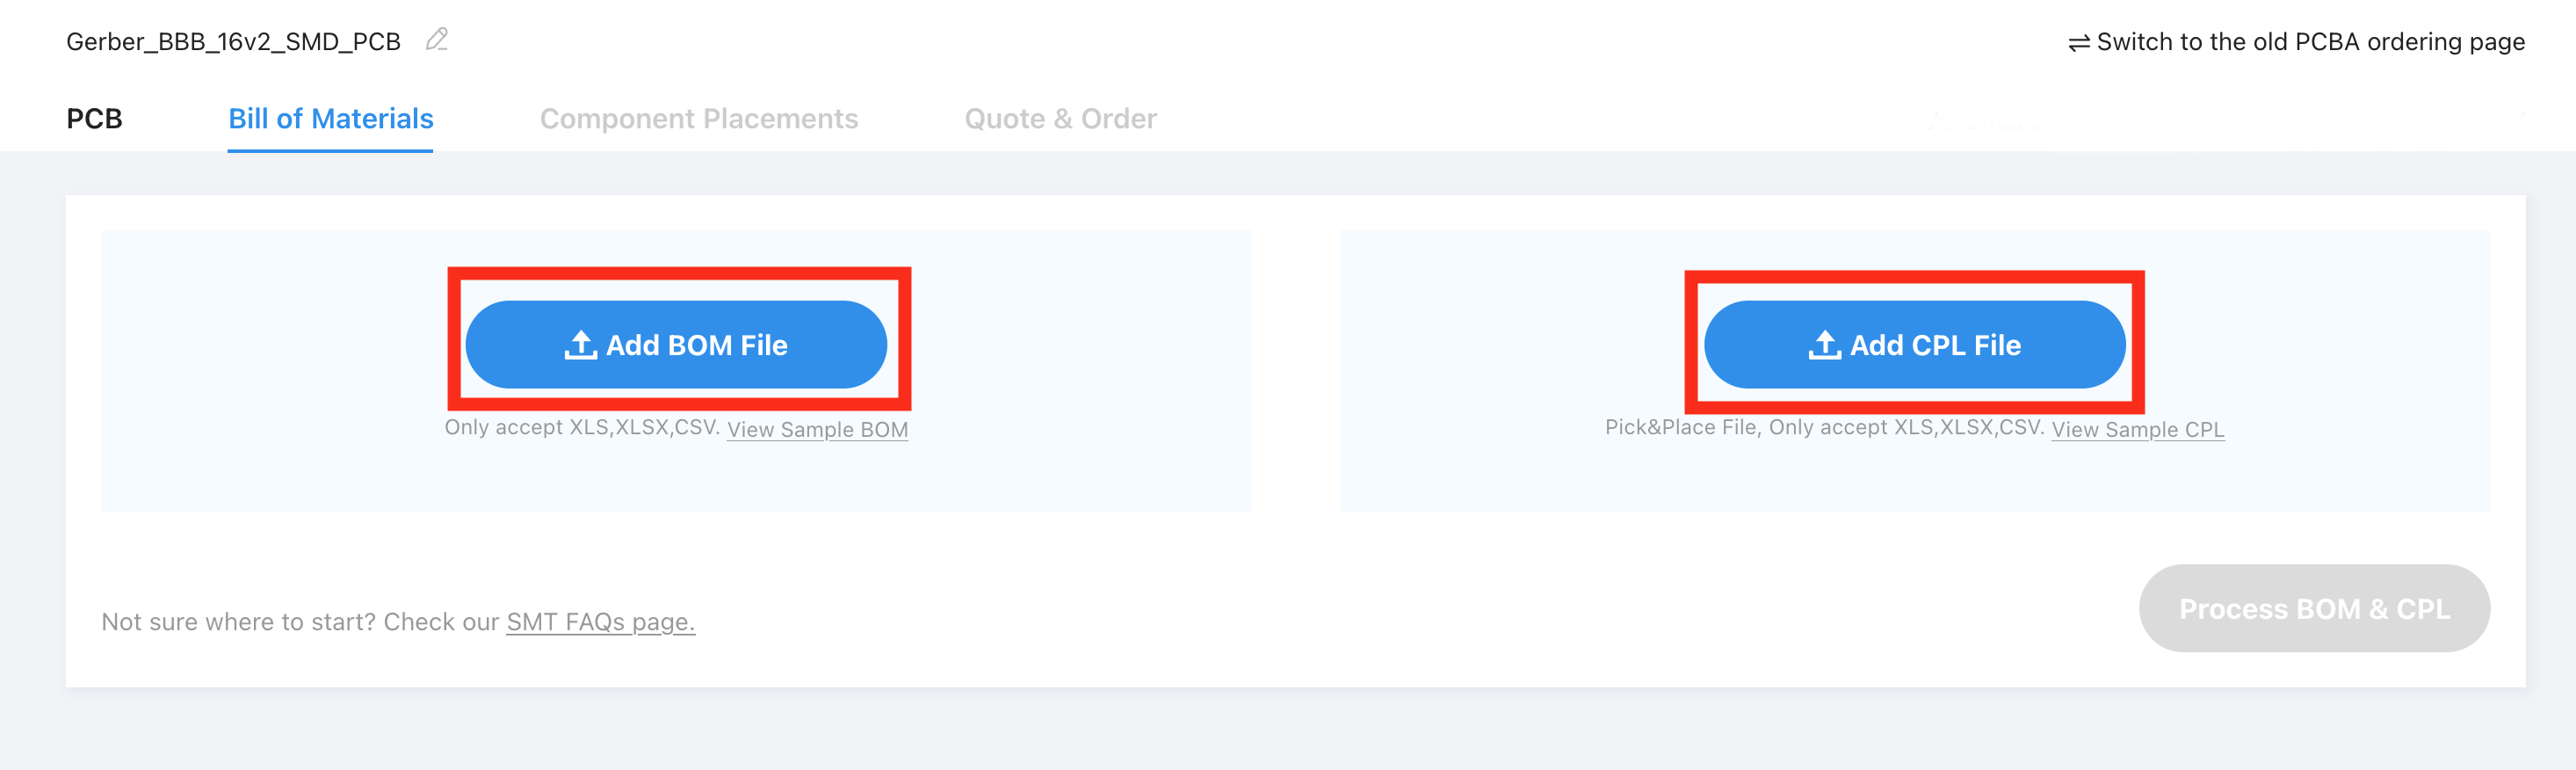 Gerber_BBB_16v2_SMD_PCB
⇌ Switch to the old PCBA ordering page
PCB Bill of Materials Component Placements Quote & Order
Add BOM File
Add CPL File
Only accept XLS,XLSX,CSV. View Sample BOM
Pick&Place File, Only accept XLS,XLSX,CSV. View Sample CPL
Not sure where to start? Check our SMT FAQs page.
Process BOM & CPL